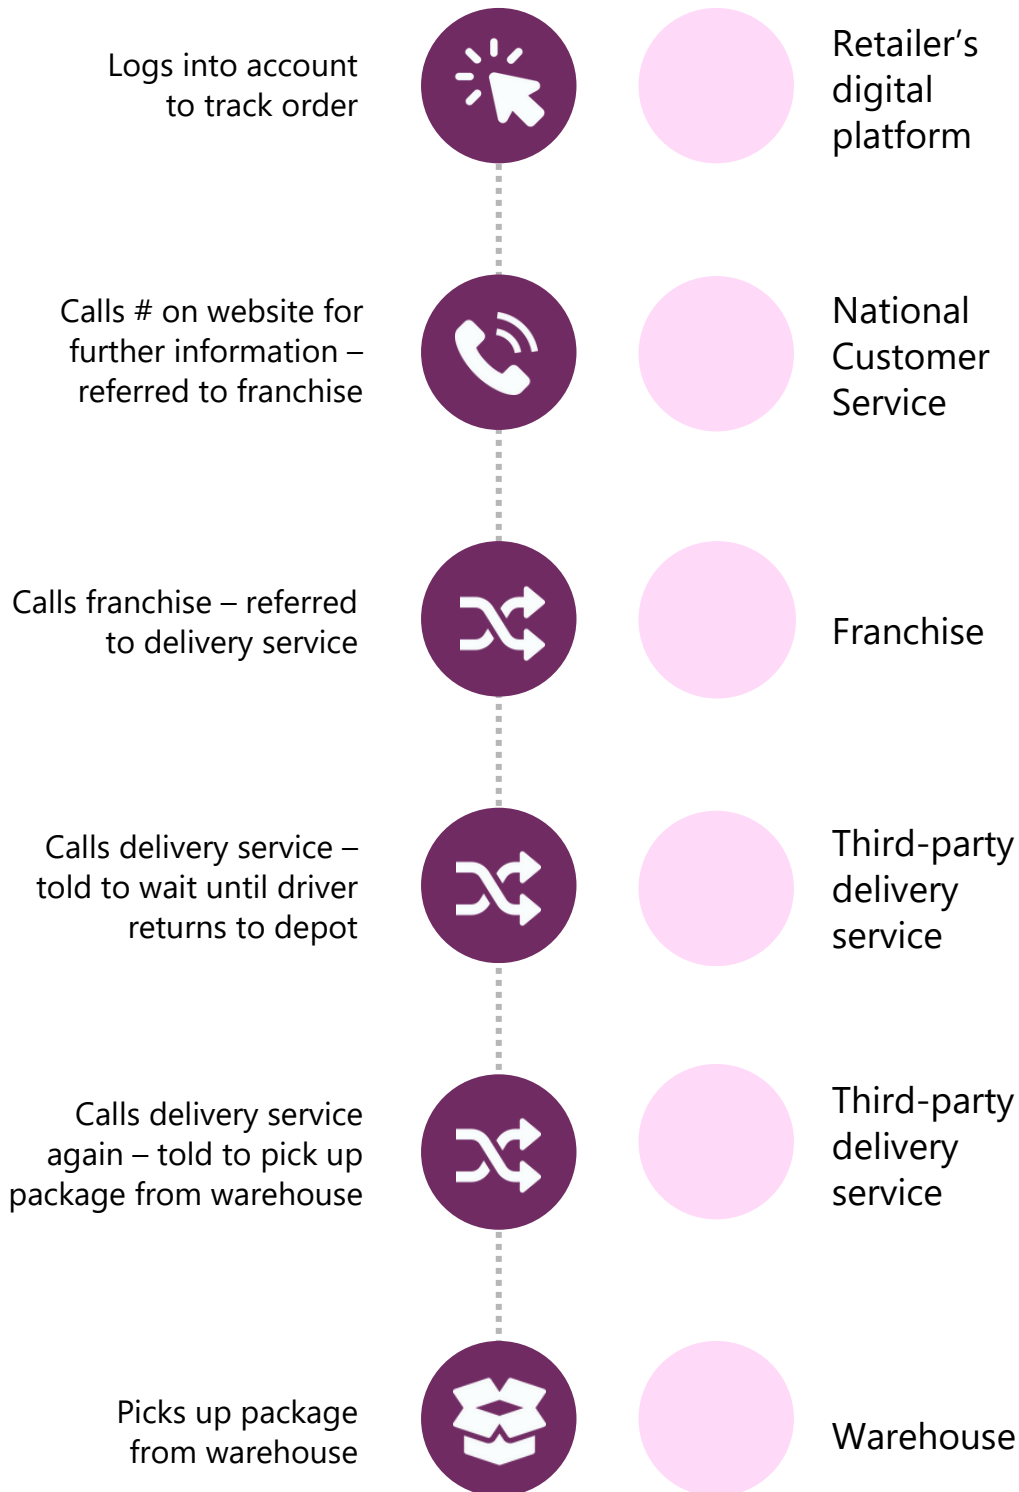 Logs into account
to track order
Retailer’s
digital
platform
Calls # on website for
further information –
referred to franchise
National
Customer
Service
Calls franchise – referred
to delivery service
Franchise
Calls delivery service –
told to wait until driver
returns to depot
Third-party
delivery
service
Calls delivery service
again – told to pick up
package from warehouse
Third-party
delivery
service
Picks up package
from warehouse
Warehouse